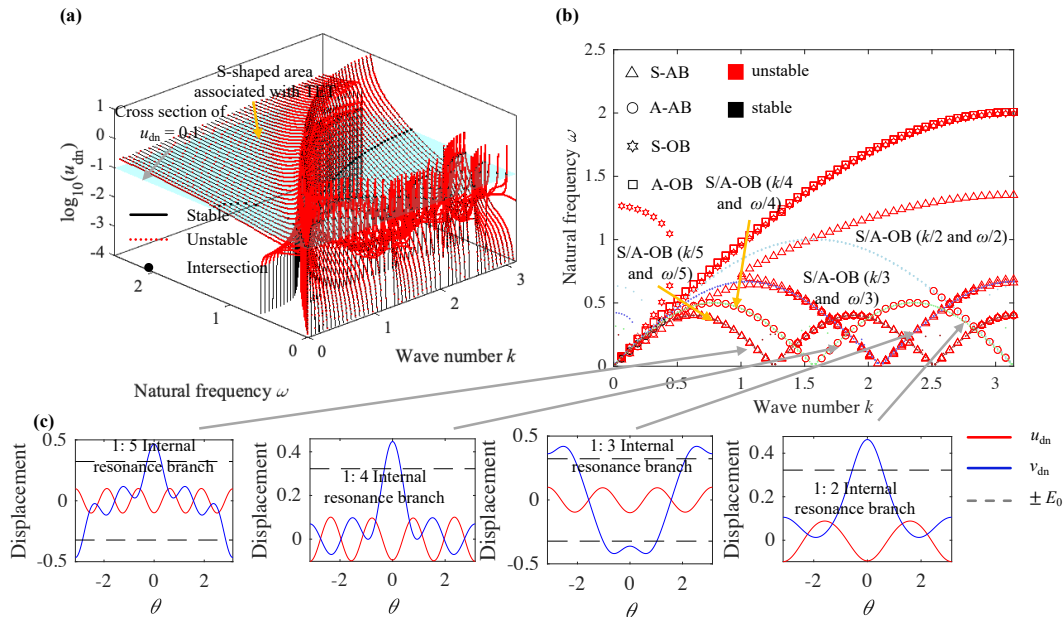 (a)
S-shaped area
associated with TET
Cross section of
u_dn = 0.1
log10(u_dn)
1
0
-1
-2
-3
-4
Stable
Unstable
Intersection
2
1
0
0
1
2
3
Natural frequency ω
Wave number k
(b)
Natural frequency ω
2.5
2
1.5
1
0.5
0
S-AB
A-AB
S-OB
A-OB
unstable
stable
S/A-OB (k/4
and ω/4)
S/A-OB (k/5
and ω/5)
S/A-OB (k/2 and ω/2)
S/A-OB (k/3
and ω/3)
0 0.5 1 1.5 2 2.5 3
Wave number k
(c)
Displacement
0.5
0
-0.5
1: 5 Internal
resonance branch
-2 0 2
θ
Displacement
0.4
0.2
0
1: 4 Internal
resonance branch
-2 0 2
θ
Displacement
0.5
0
-0.5
1: 3 Internal
resonance branch
-2 0 2
θ
Displacement
0.4
0.2
0
1: 2 Internal
resonance branch
-2 0 2
θ
u_dn
v_dn
± E_0